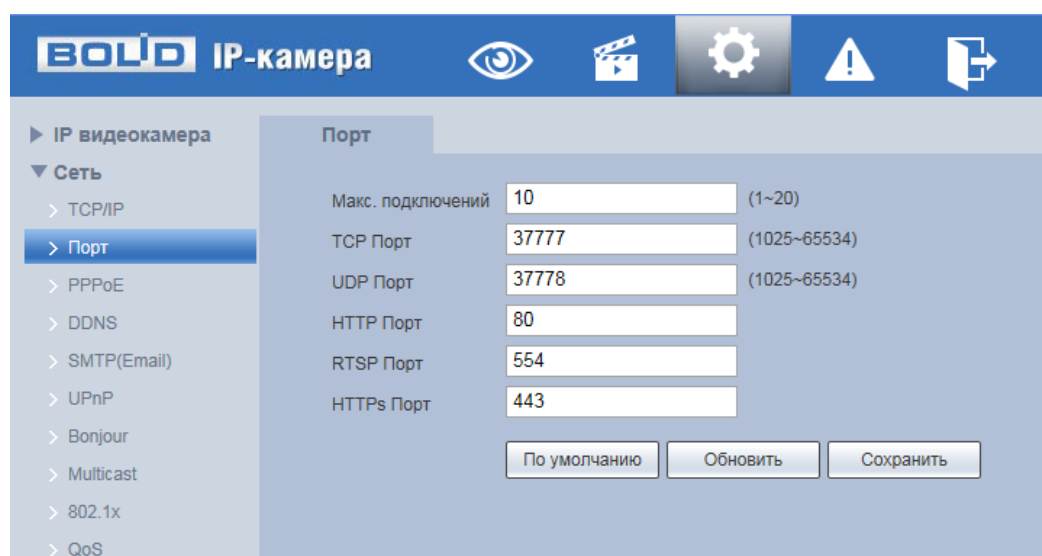 BOLID IP-камера
IP видеокамера
Сеть
TCP/IP
Порт
PPPoE
DDNS
SMTP(Email)
UPnP
Bonjour
Multicast
802.1x
QoS
Порт
Макс. подключений 10 (1~20)
TCP Порт 37777 (1025~65534)
UDP Порт 37778 (1025~65534)
HTTP Порт 80
RTSP Порт 554
HTTPs Порт 443
По умолчанию Обновить Сохранить